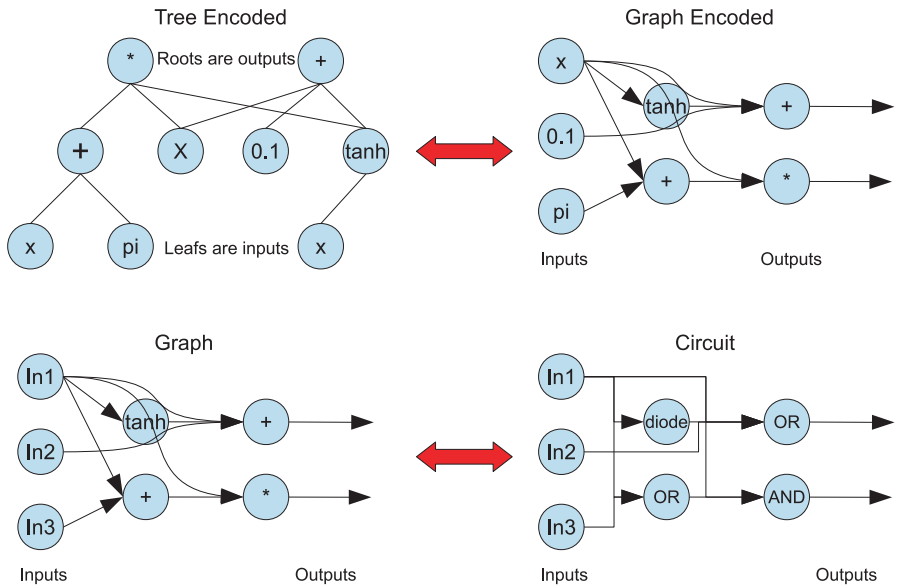 Tree Encoded
* Roots are outputs +
+ X 0.1 tanh
x pi Leafs are inputs x
Graph Encoded
x
tanh +
0.1
+ *
pi
Inputs Outputs
Graph
In1
tanh +
In2
+ *
In3
Inputs Outputs
Circuit
In1
diode OR
In2
OR AND
In3
Inputs Outputs